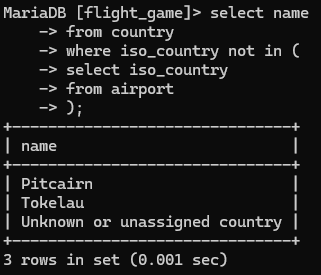 MariaDB [flight_game]> select name
    -> from country
    -> where iso_country not in (
    -> select iso_country
    -> from airport
    -> );
+----------------------------+
| name                       |
+----------------------------+
| Pitcairn                   |
| Tokelau                    |
| Unknown or unassigned country |
+----------------------------+
3 rows in set (0.001 sec)